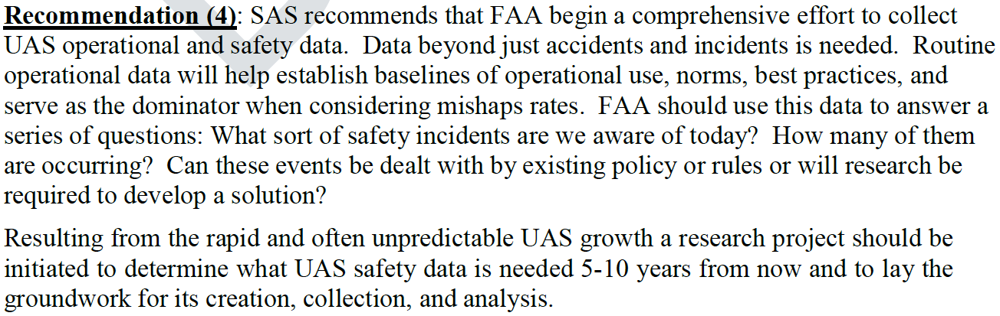 Recommendation (4): SAS recommends that FAA begin a comprehensive effort to collect
UAS operational and safety data.  Data beyond just accidents and incidents is needed.  Routine
operational data will help establish baselines of operational use, norms, best practices, and
serve as the dominator when considering mishaps rates.  FAA should use this data to answer a
series of questions: What sort of safety incidents are we aware of today?  How many of them
are occurring?  Can these events be dealt with by existing policy or rules or will research be
required to develop a solution?
Resulting from the rapid and often unpredictable UAS growth a research project should be
initiated to determine what UAS safety data is needed 5-10 years from now and to lay the
groundwork for its creation, collection, and analysis.